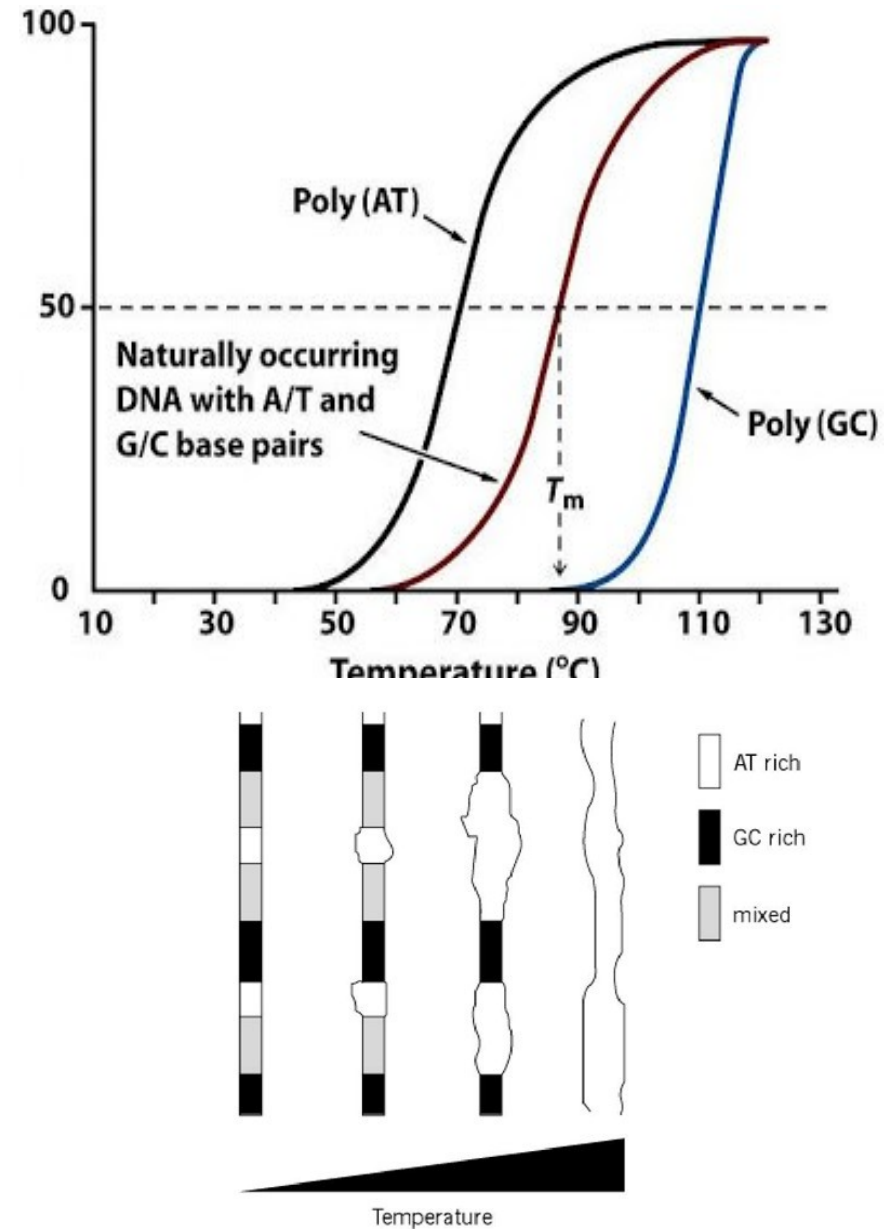 100
Poly (AT)
50
Naturally occurring
DNA with A/T and
G/C base pairs
Poly (GC)
Tm
0
10 30 50 70 90 110 130
Temperature (°C)
AT rich
GC rich
mixed
Temperature